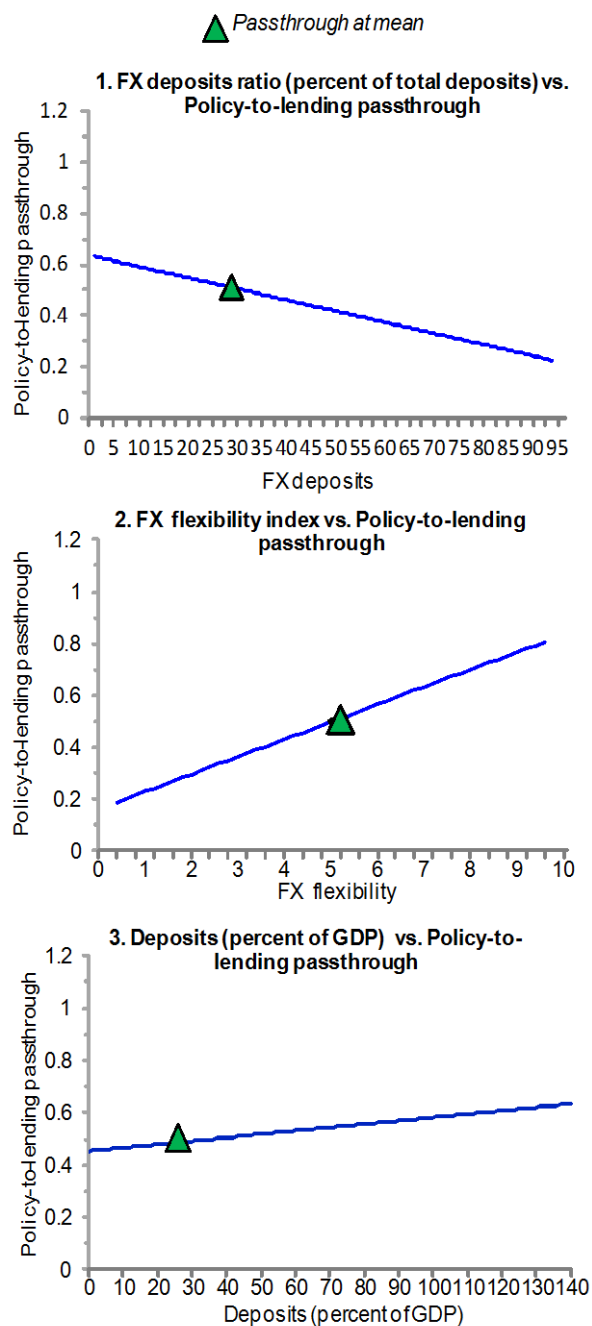 Passthrough at mean
1. FX deposits ratio (percent of total deposits) vs.
Policy-to-lending passthrough
1.2
1
0.8
0.6
0.4
0.2
0
Policy-to-lending passthrough
0 5 10 15 20 25 30 35 40 45 50 55 60 65 70 75 80 85 90 95
FX deposits
2. FX flexibility index vs. Policy-to-lending
passthrough
1.2
1
0.8
0.6
0.4
0.2
0
Policy-to-lending passthrough
0 1 2 3 4 5 6 7 8 9 10
FX flexibility
3. Deposits (percent of GDP) vs. Policy-to-
lending passthrough
1.2
1
0.8
0.6
0.4
0.2
0
Policy-to-lending passthrough
0 10 20 30 40 50 60 70 80 90 100 110 120 130 140
Deposits (percent of GDP)